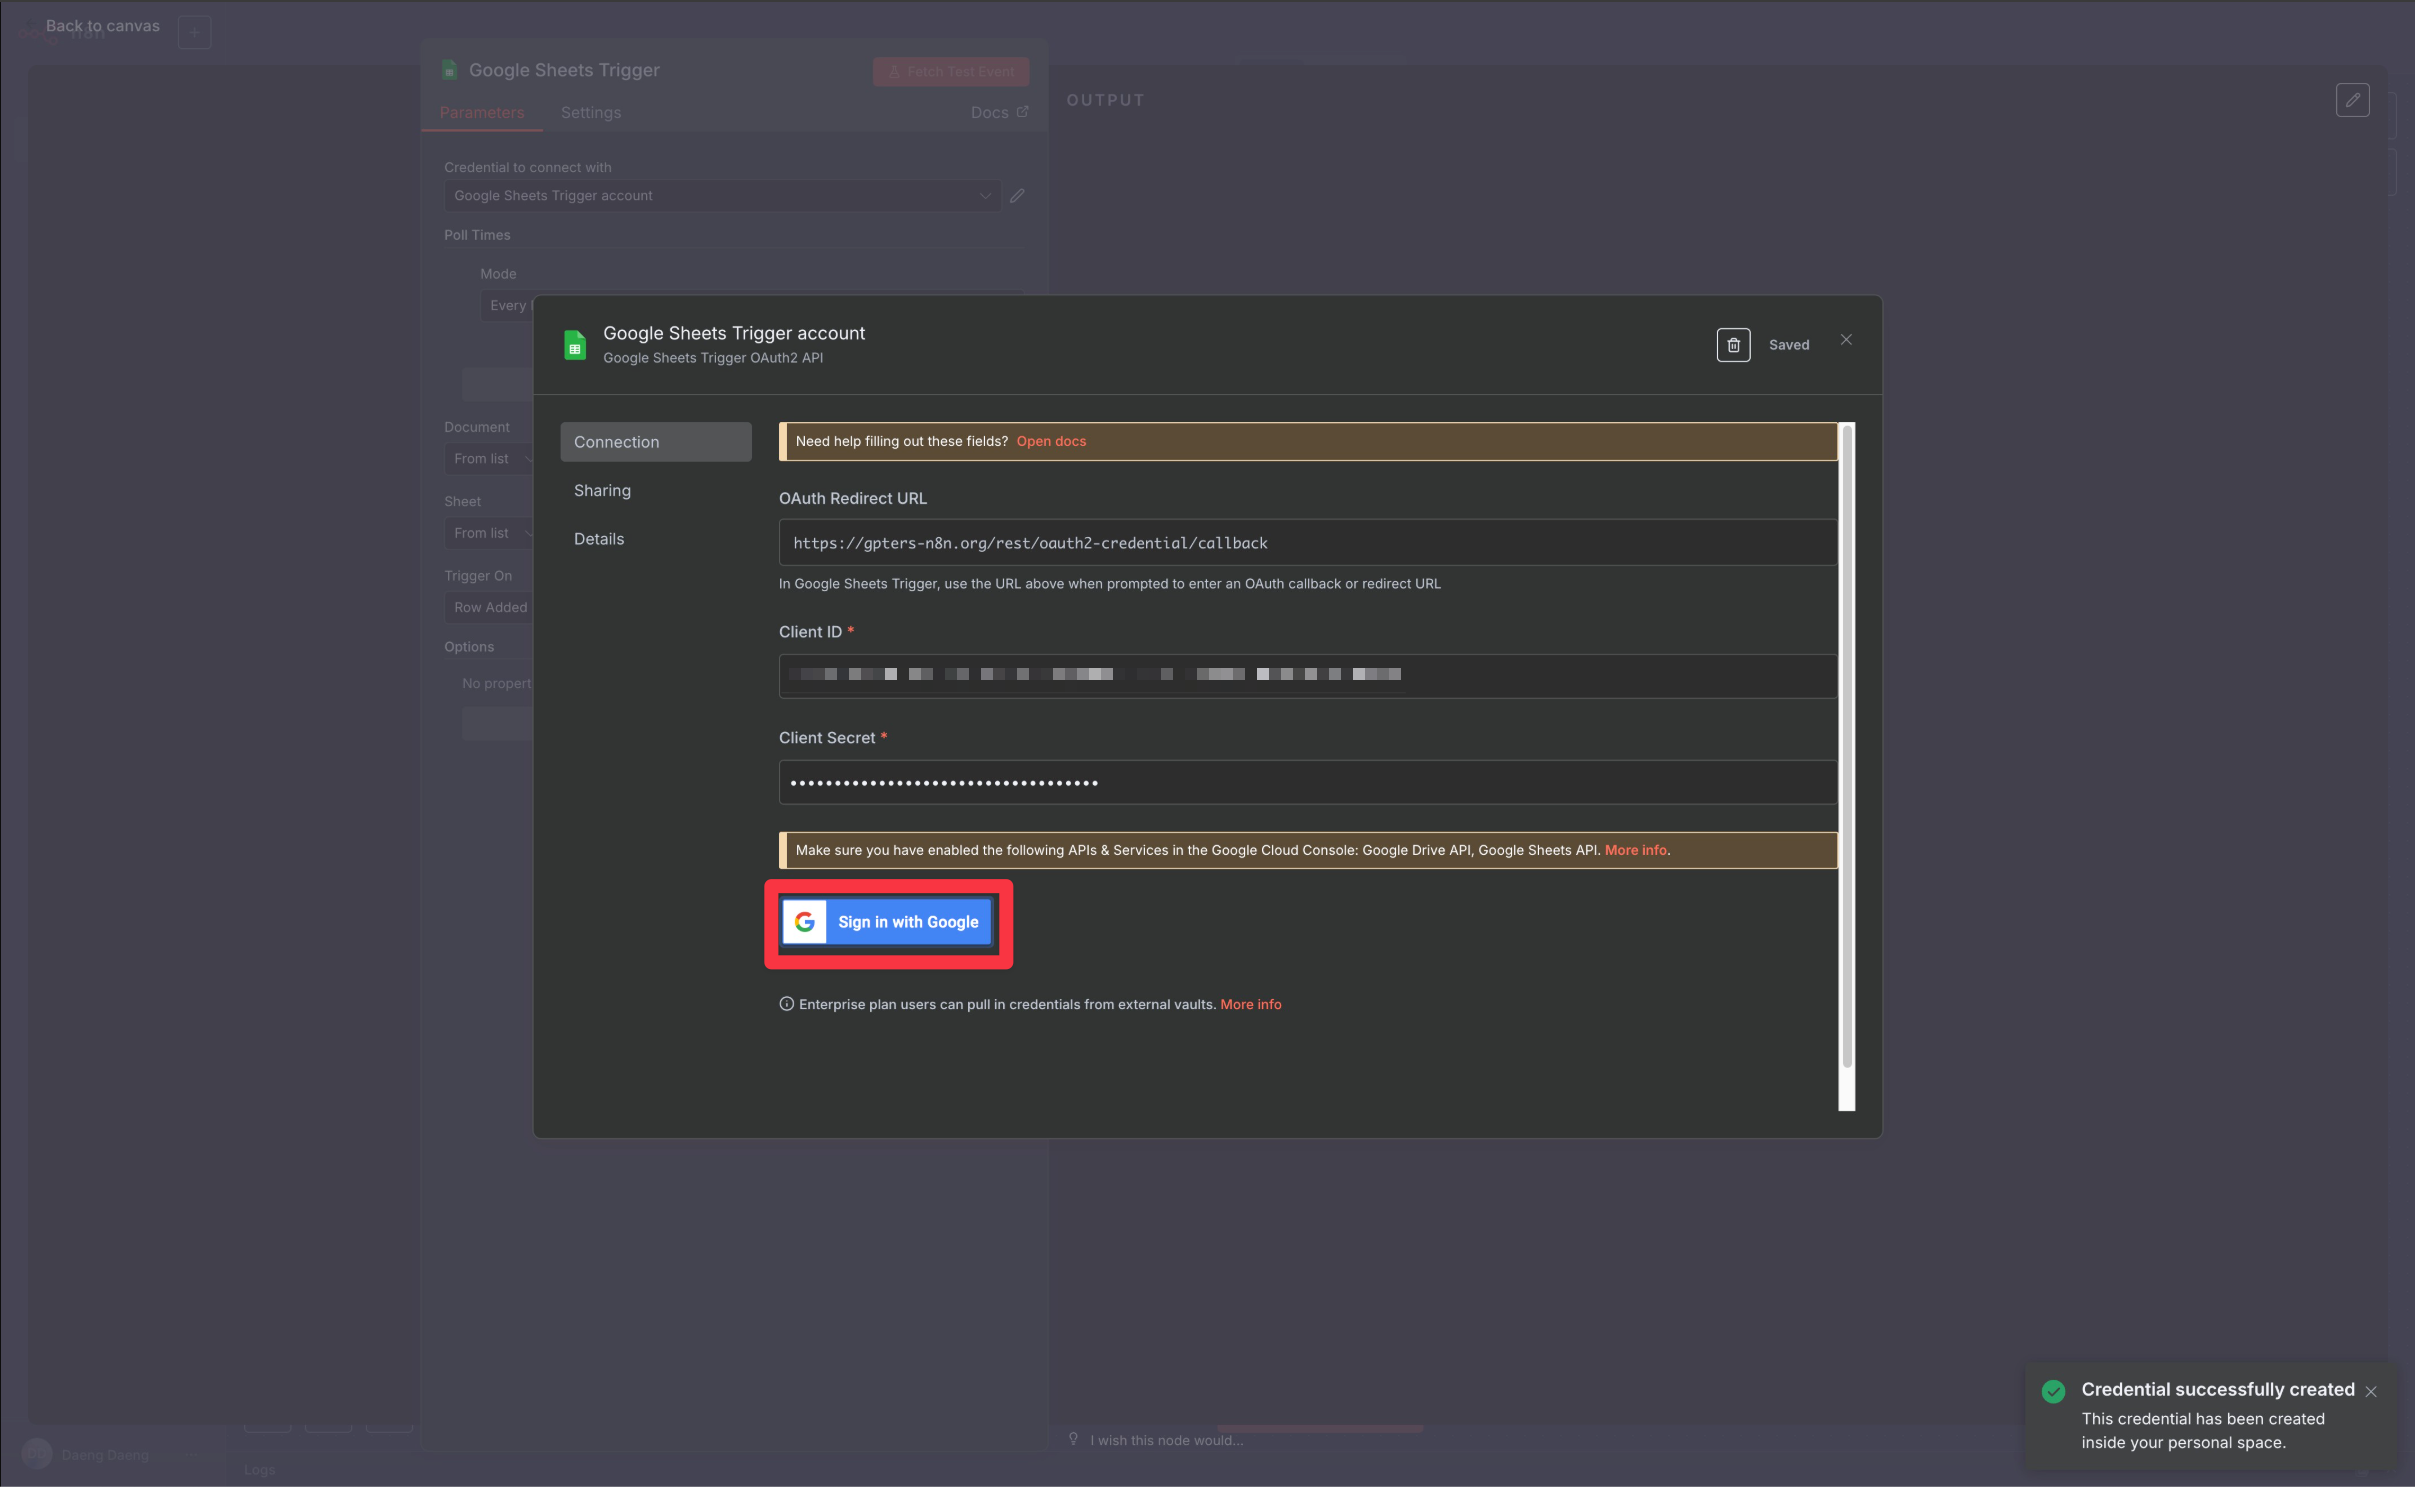 Back to canvas
n8n
Google Sheets Trigger
Fetch Test Event
Parameters
Settings
Docs
OUTPUT
Credential to connect with
Google Sheets Trigger account
Poll Times
Mode
Every
Document
From list
Sheet
From list
Trigger On
Row Added
Options
No propert
Google Sheets Trigger account
Google Sheets Trigger OAuth2 API
Saved
Connection
Sharing
Details
Need help filling out these fields? Open docs
OAuth Redirect URL
https://gpters-n8n.org/rest/oauth2-credential/callback
In Google Sheets Trigger, use the URL above when prompted to enter an OAuth callback or redirect URL
Client ID *
Client Secret *
••••••••••••••••••••••••••••••••••••
Make sure you have enabled the following APIs & Services in the Google Cloud Console: Google Drive API, Google Sheets API. More info.
Sign in with Google
Enterprise plan users can pull in credentials from external vaults. More info
Credential successfully created
This credential has been created
inside your personal space.
I wish this node would...
Daeng Daeng
Logs